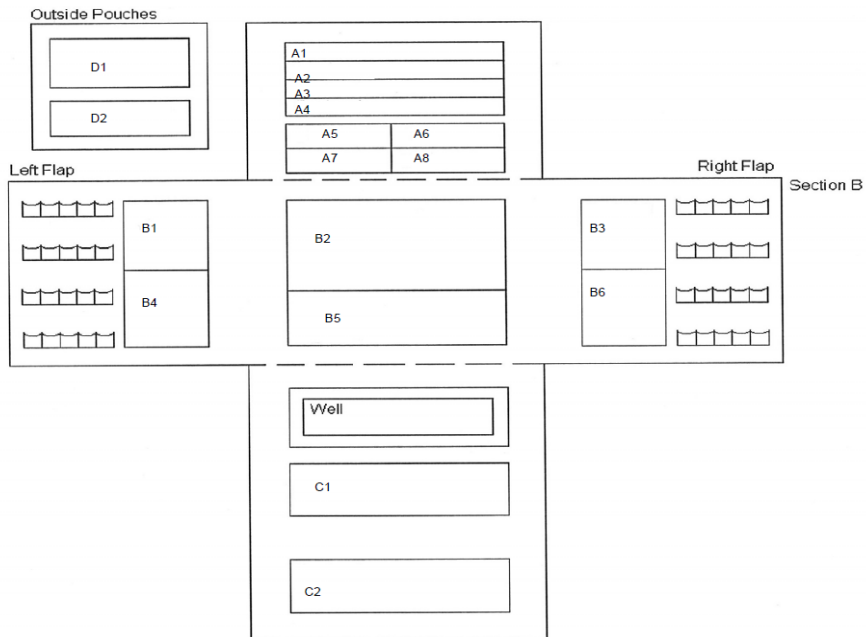 Outside Pouches
D1
D2
A1
A2
A3
A4
A5 A6
A7 A8
Left Flap
Right Flap
Section B
B1
B2
B3
B4
B5
B6
Well
C1
C2